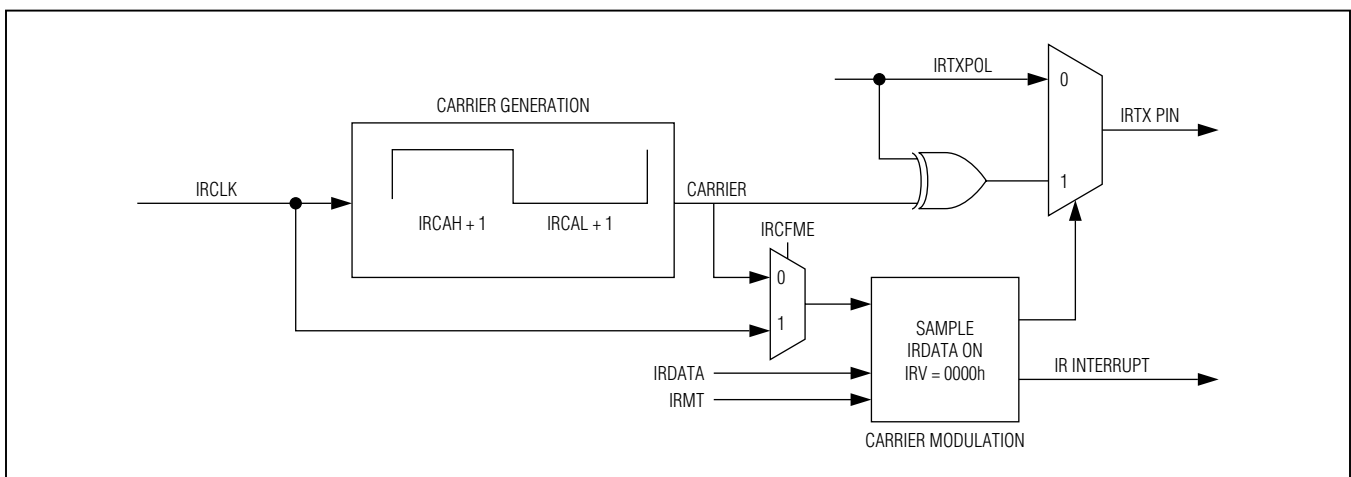 IRTXPOL
0
CARRIER GENERATION
IRTX PIN
IRCLK
CARRIER
1
IRCAH + 1
IRCAL + 1
IRCFME
0
1
SAMPLE
IRDATA ON
IRV = 0000h
IRDATA
IR INTERRUPT
IRMT
CARRIER MODULATION